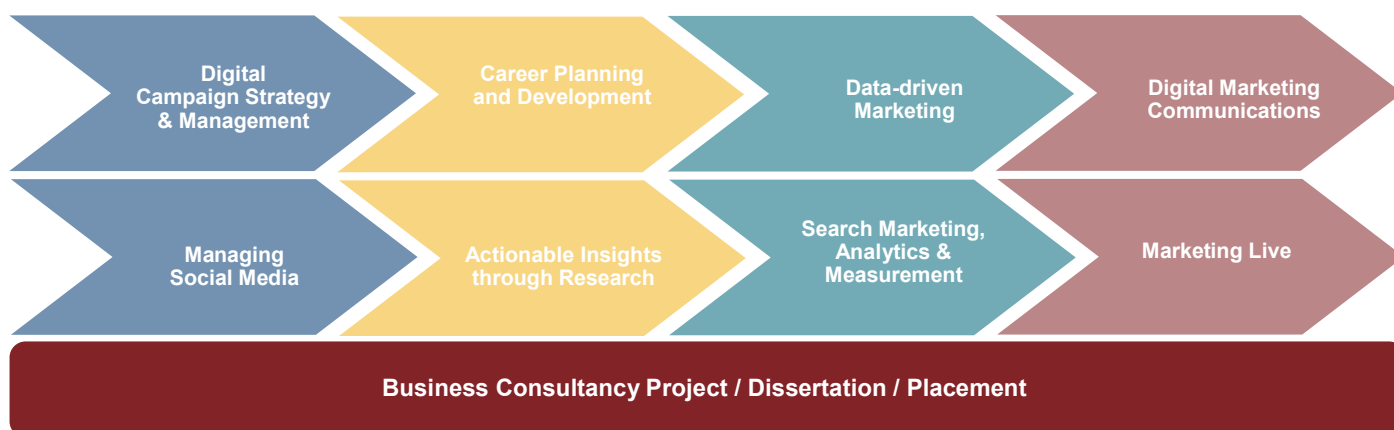 Digital
Campaign Strategy
& Management
Career Planning
and Development
Data-driven
Marketing
Digital Marketing
Communications
Managing
Social Media
Actionable Insights
through Research
Search Marketing,
Analytics &
Measurement
Marketing Live
Business Consultancy Project / Dissertation / Placement